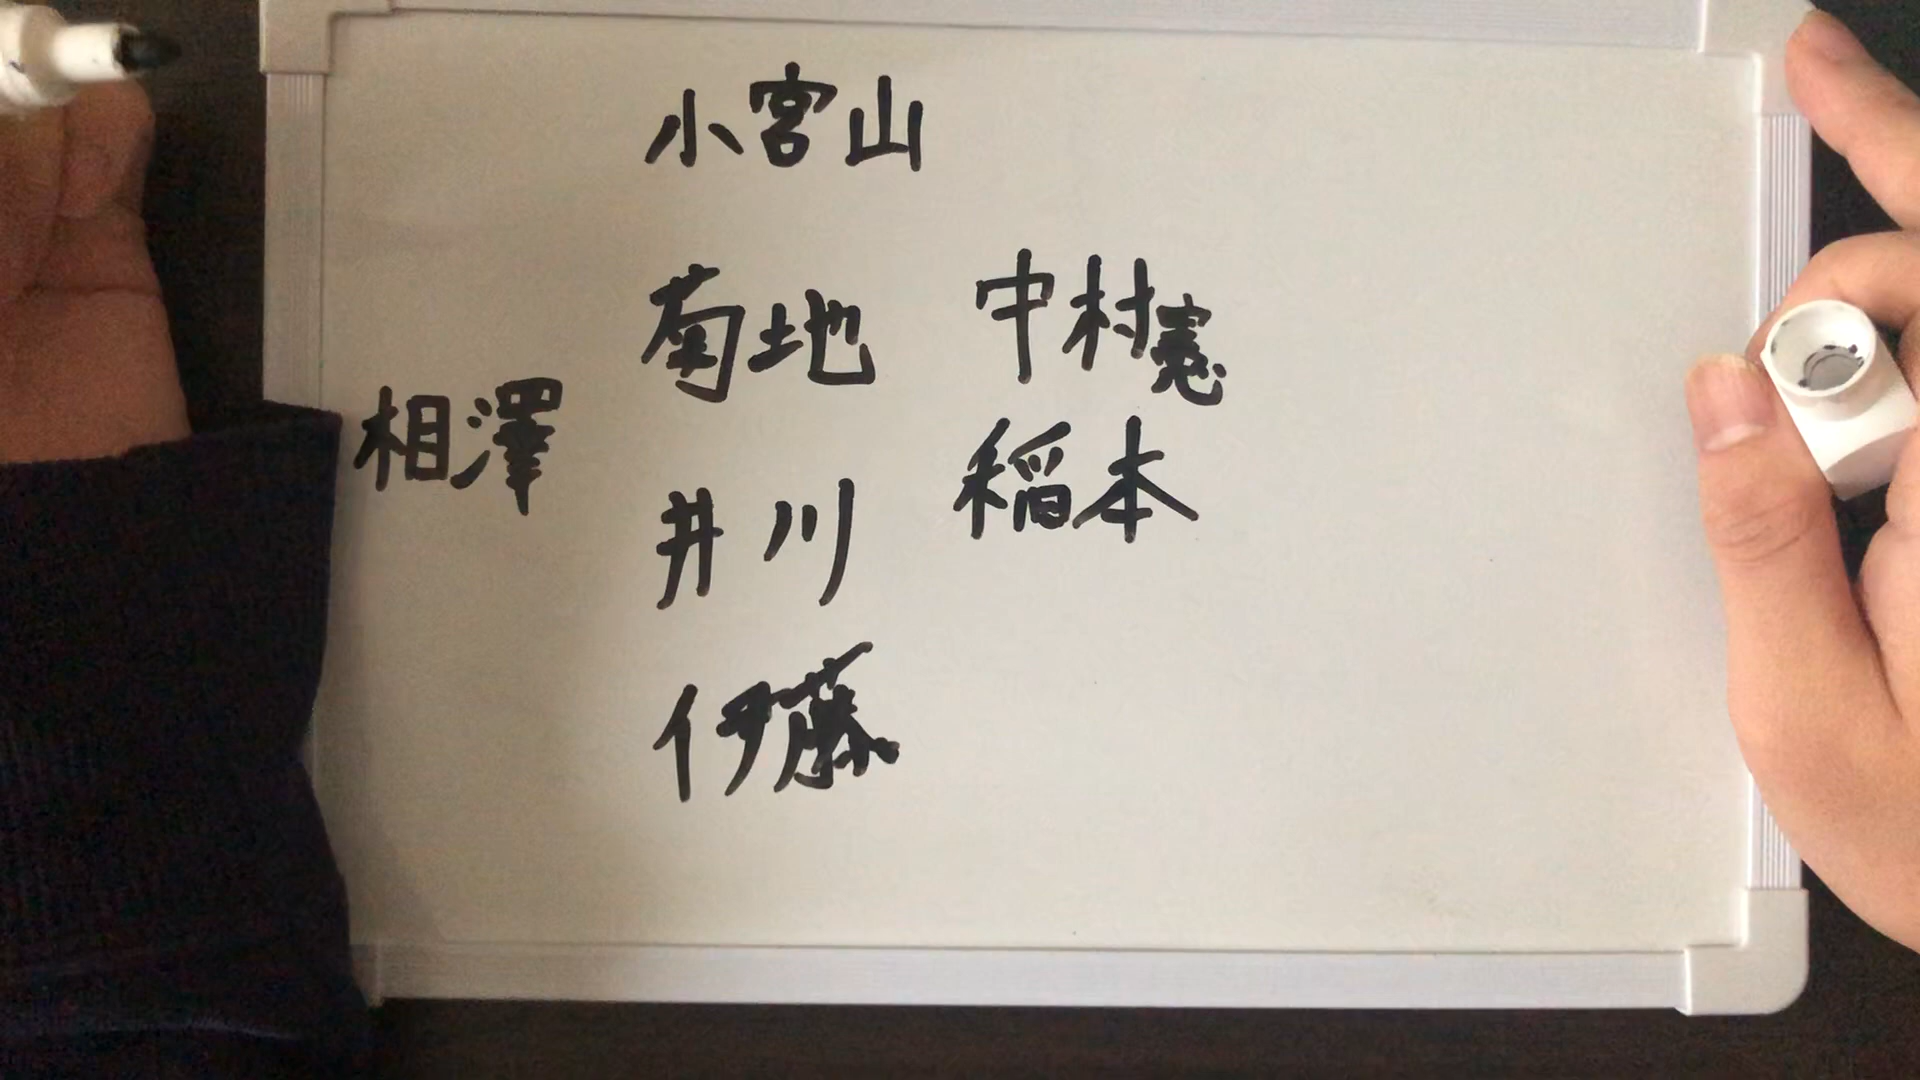 小宮山
菊地 中村憲
相澤
井川 稲本
伊藤